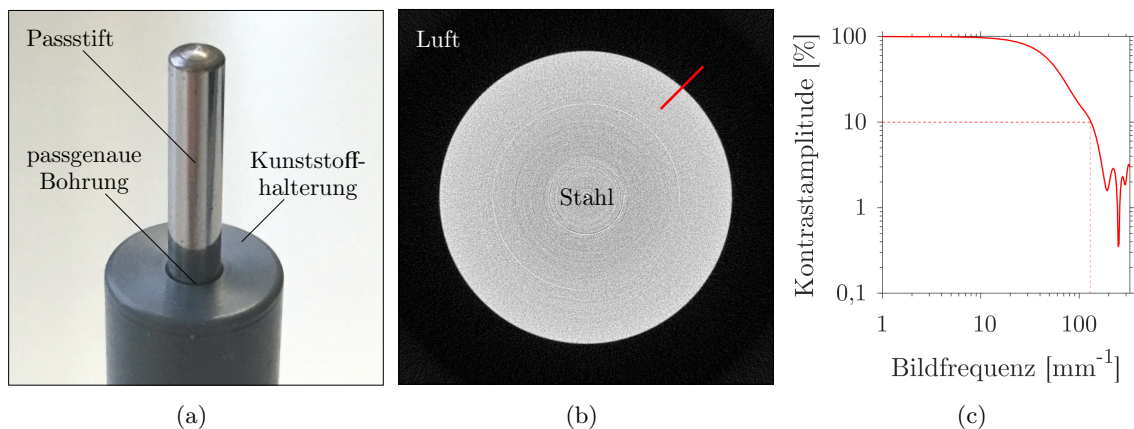 Passstift
passgenaue
Bohrung
Kunststoff-
halterung
(a)
Luft
Stahl
(b)
Kontrastamplitude [%]
100
10
1
0,1
1
10
100
Bildfrequenz [mm⁻¹]
(c)